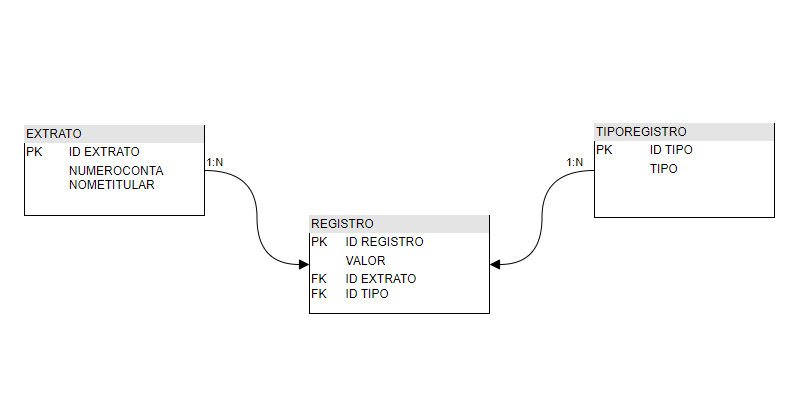 EXTRATO
PK ID EXTRATO
NUMEROCONTA
NOMETITULAR
1:N
TIPOREGISTRO
PK ID TIPO
TIPO
1:N
REGISTRO
PK ID REGISTRO
VALOR
FK ID EXTRATO
FK ID TIPO